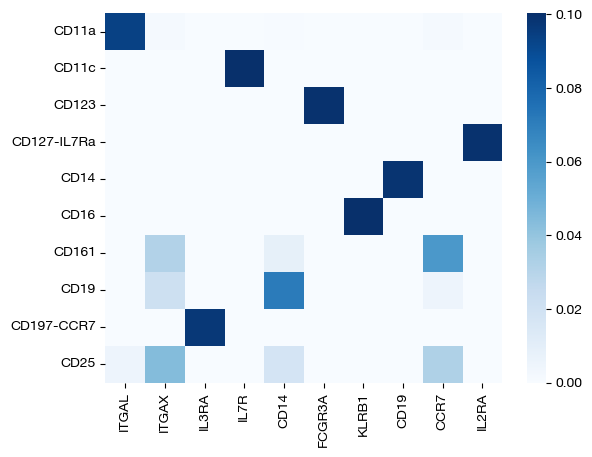 CD11a
CD11c
CD123
CD127-IL7Ra
CD14
CD16
CD161
CD19
CD197-CCR7
CD25
ITGAL
ITGAX
IL3RA
IL7R
CD14
FCGR3A
KLRB1
CD19
CCR7
IL2RA
0.10
0.08
0.06
0.04
0.02
0.00